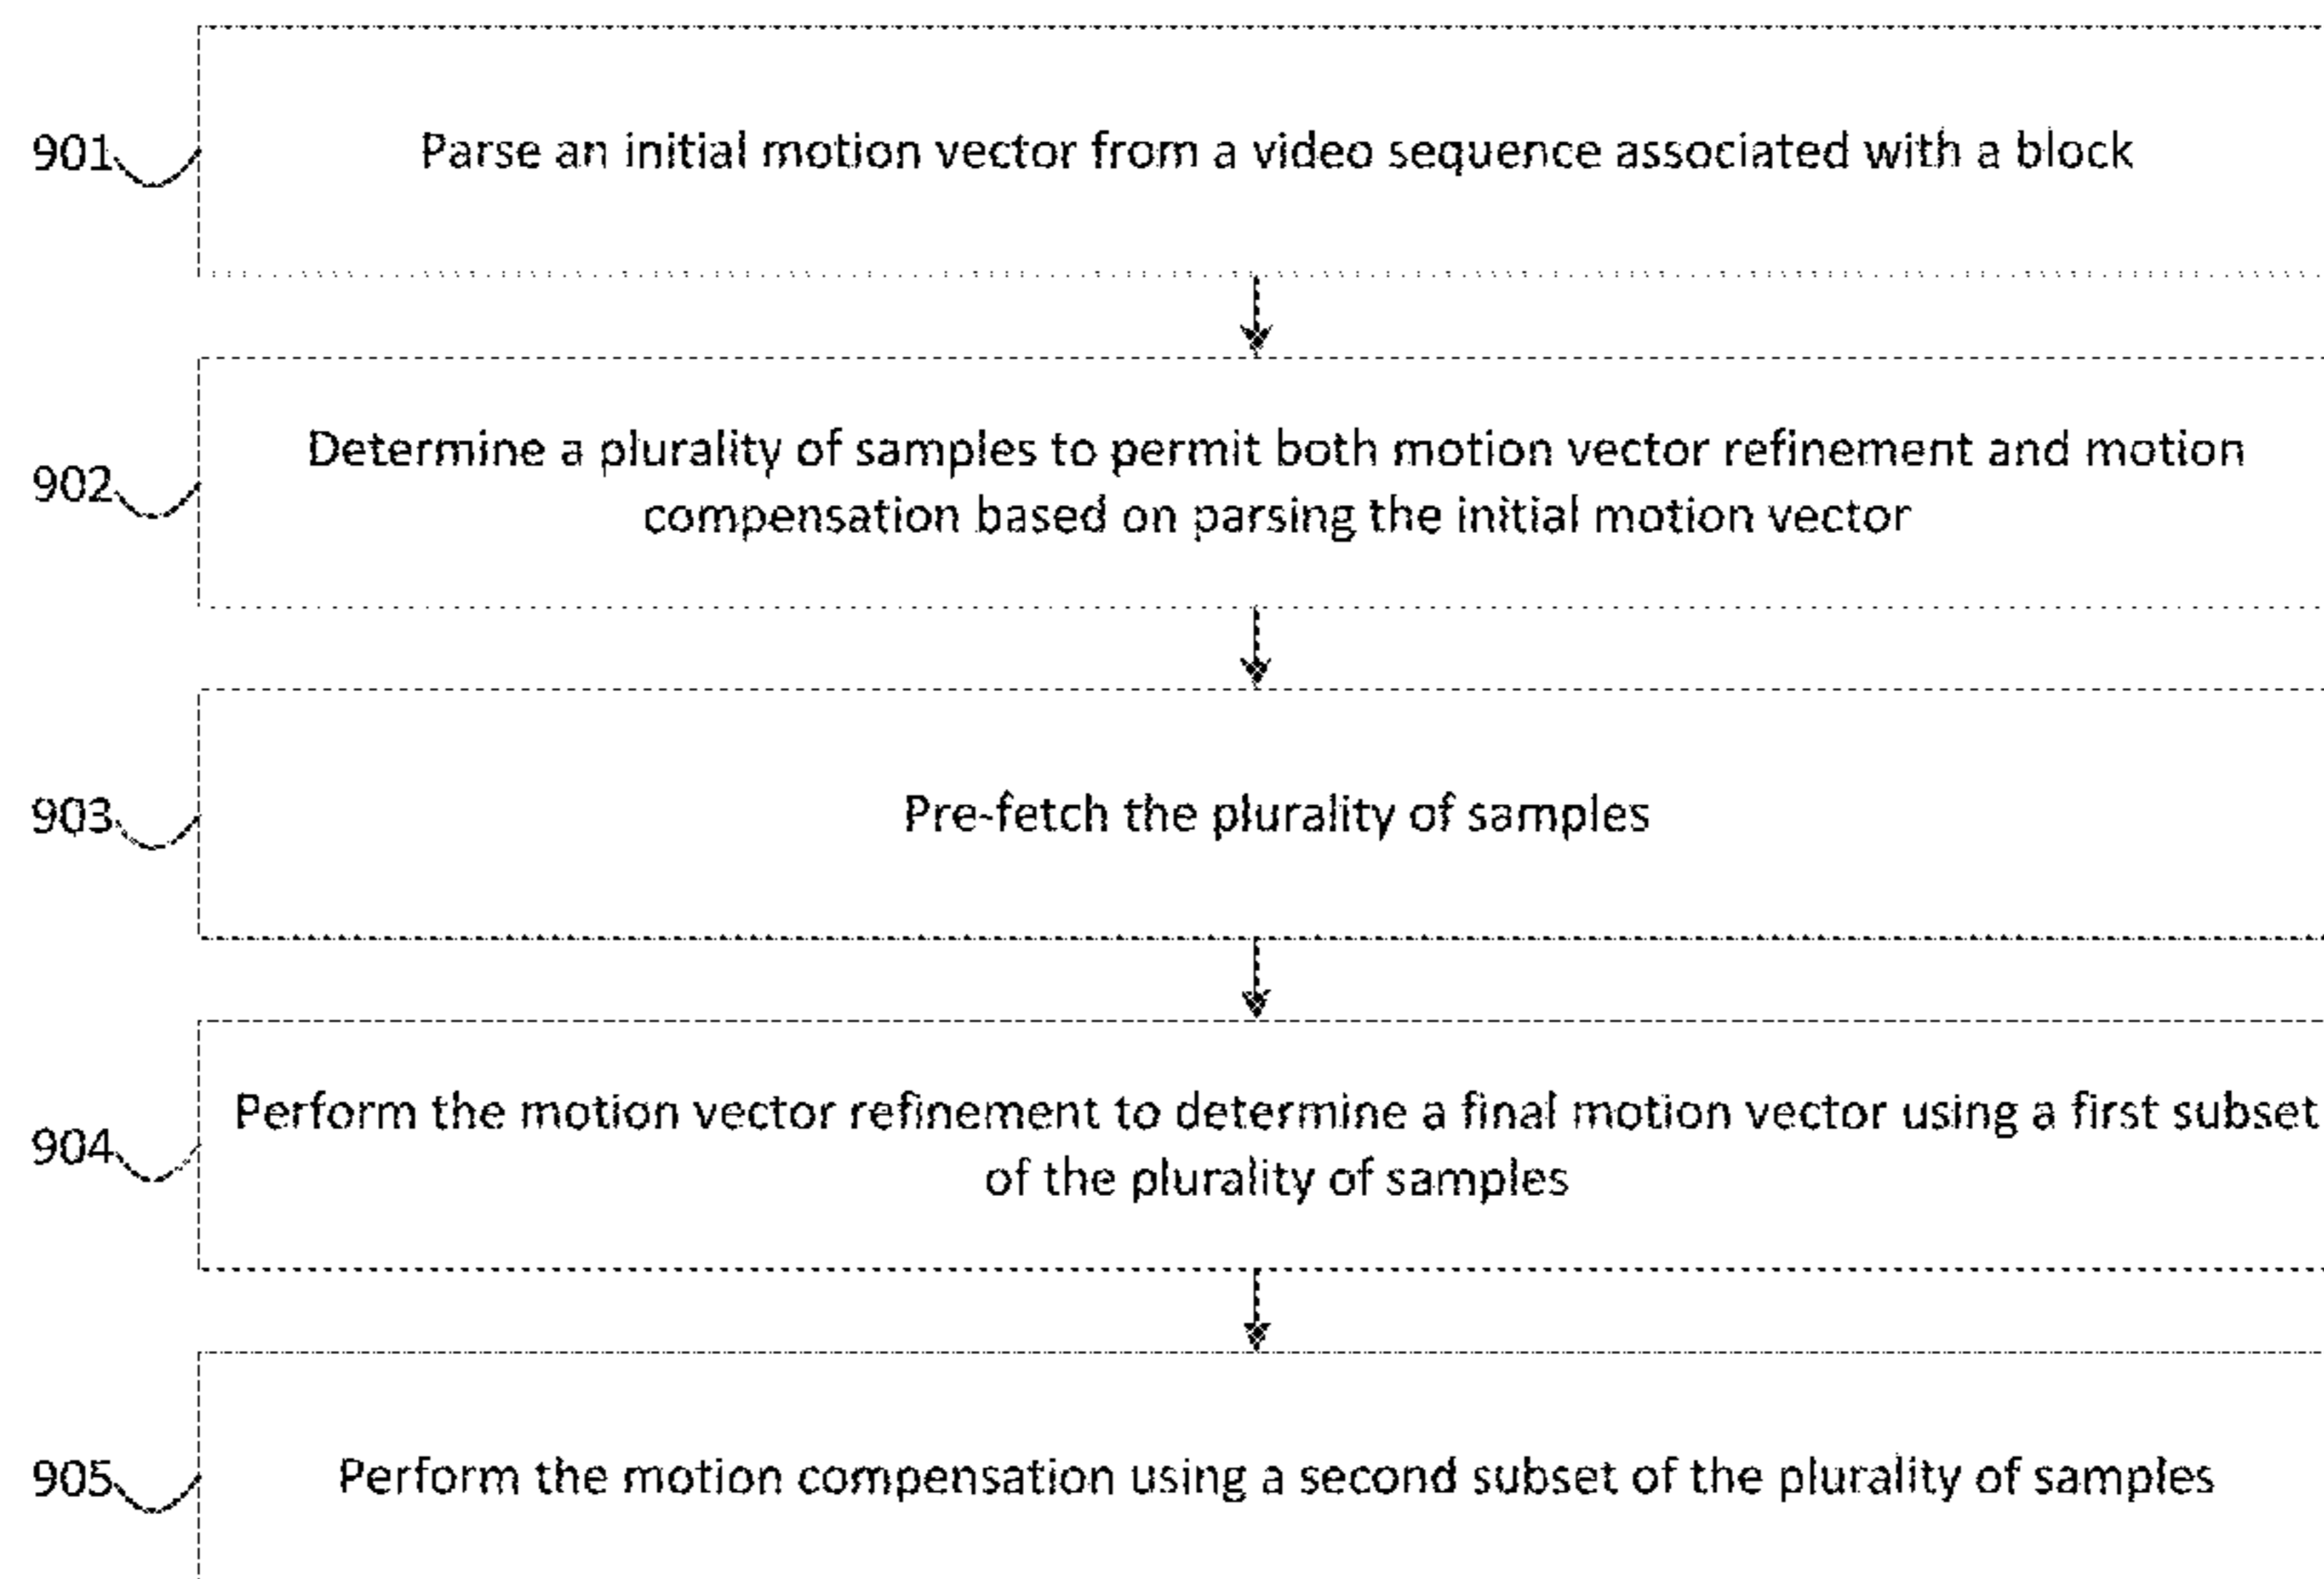 901
Parse an initial motion vector from a video sequence associated with a block
902
Determine a plurality of samples to permit both motion vector refinement and motion
compensation based on parsing the initial motion vector
903
Pre-fetch the plurality of samples
904
Perform the motion vector refinement to determine a final motion vector using a first subset
of the plurality of samples
905
Perform the motion compensation using a second subset of the plurality of samples